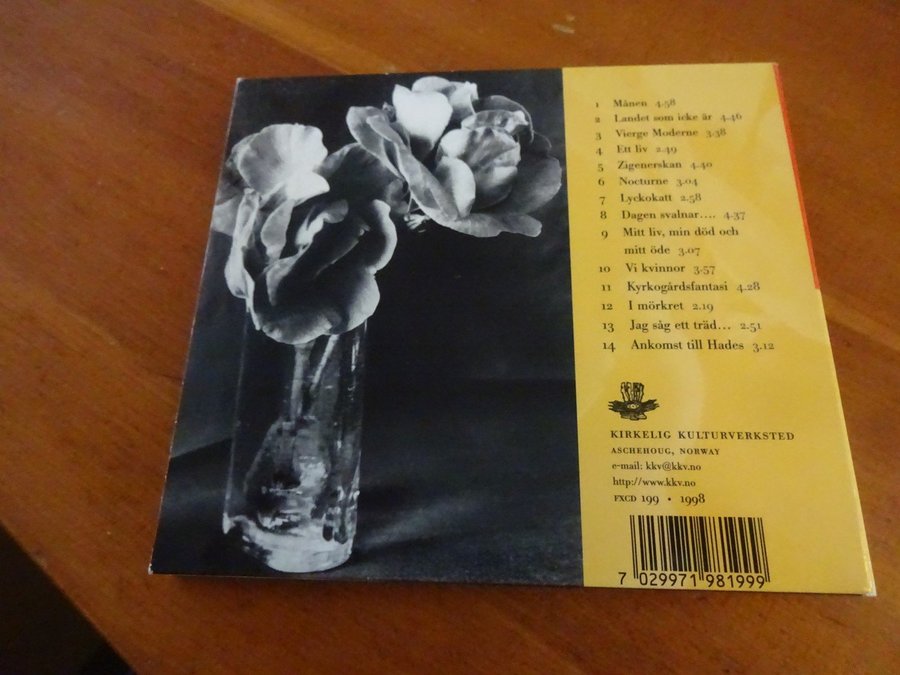 1 Månen 4.58
2 Landet som icke är 4.46
3 Vierge Moderne 3.38
4 Ett liv 2.49
5 Zigenerskan 4.40
6 Nocturne 3.04
7 Lyckokatt 2.58
8 Dagen svalnar.... 4.37
9 Mitt liv, min död och
mitt öde 3.07
10 Vi kvinnor 3.57
11 Kyrkogårdsfantasi 4.28
12 I mörkret 2.19
13 Jag såg ett träd... 2.51
14 Ankomst till Hades 3.12
KIRKELIG KULTURVERKSTED
ASCHEHOUG, NORWAY
e-mail: kkv@kkv.no
http://www.kkv.no
FXCD 199 • 1998
7 029971 981999